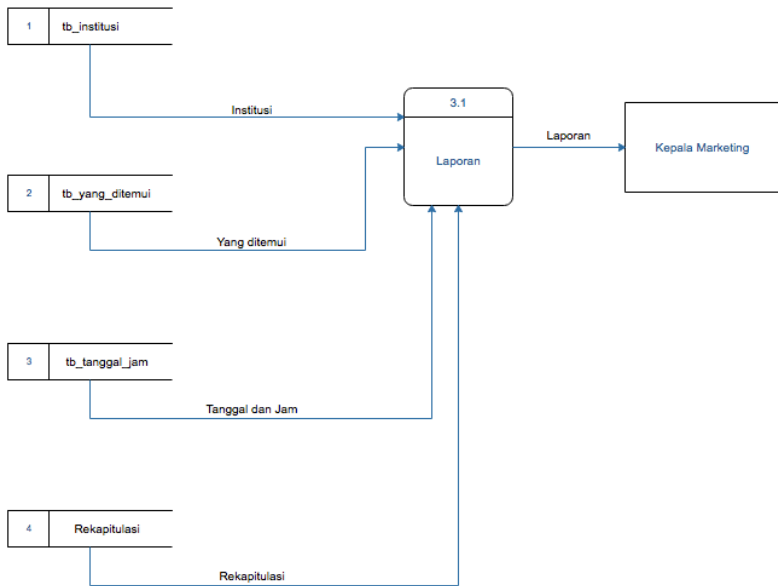 1 tb_institusi
Institusi
3.1
Laporan
Laporan
Kepala Marketing
2 tb_yang_ditemui
Yang ditemui
3 tb_tanggal_jam
Tanggal dan Jam
4 Rekapitulasi
Rekapitulasi